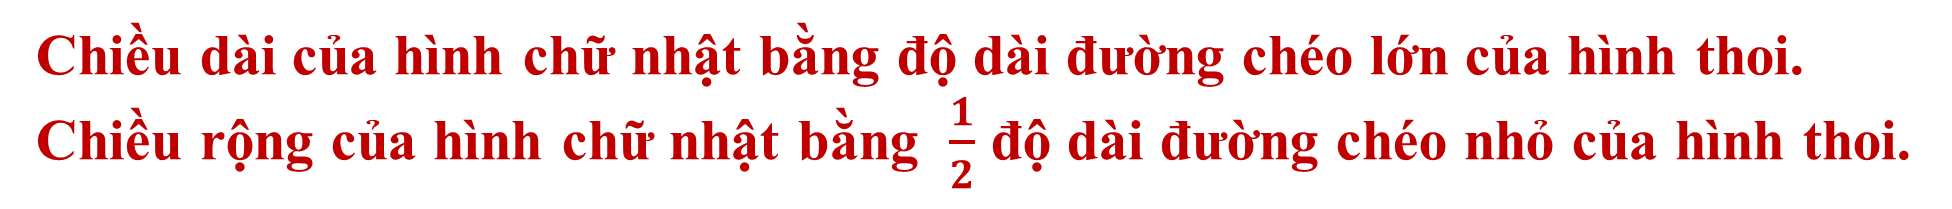 Chiều dài của hình chữ nhật bằng độ dài đường chéo lớn của hình thoi.
Chiều rộng của hình chữ nhật bằng 1/2 độ dài đường chéo nhỏ của hình thoi.